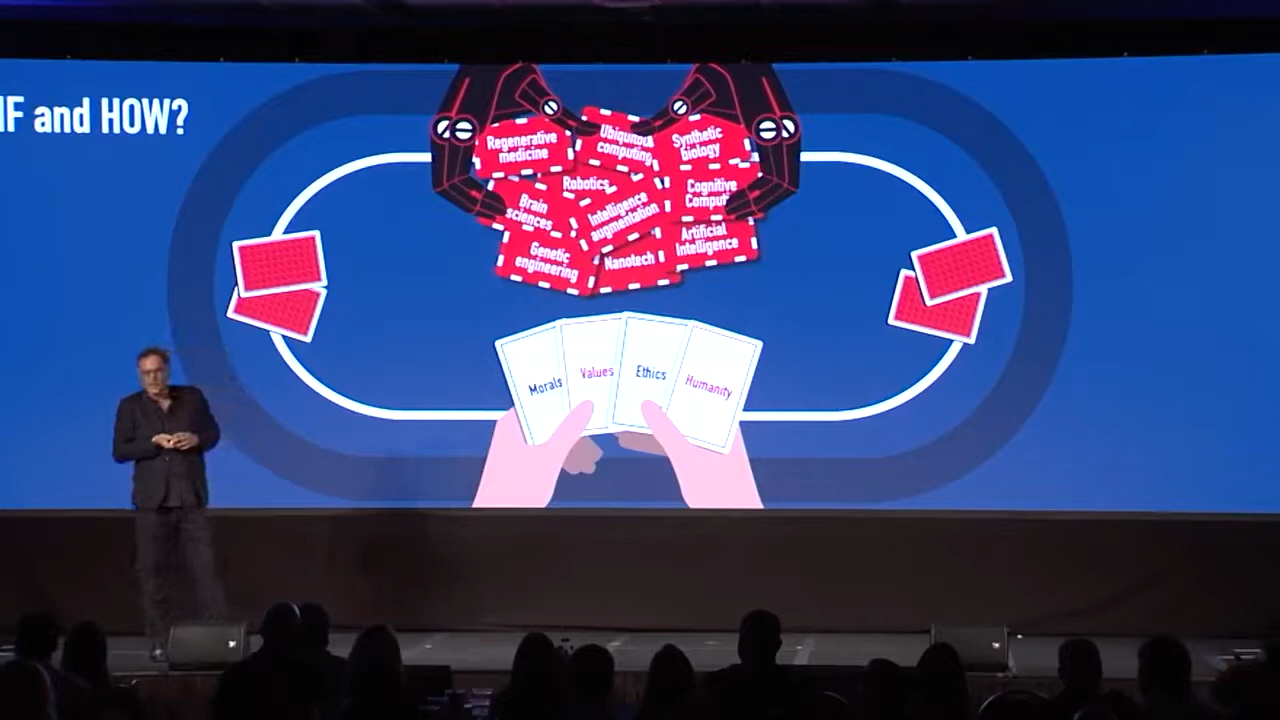 IF and HOW?
Regenerative
medicine
Ubiquitous
computing
Synthetic
biology
Robotics
Brain
sciences
Intelligence
augmentation
Cognitive
Genetic
engineering
Nanotech
Artificial
Intelligence
Morals
Values
Ethics
Humanity